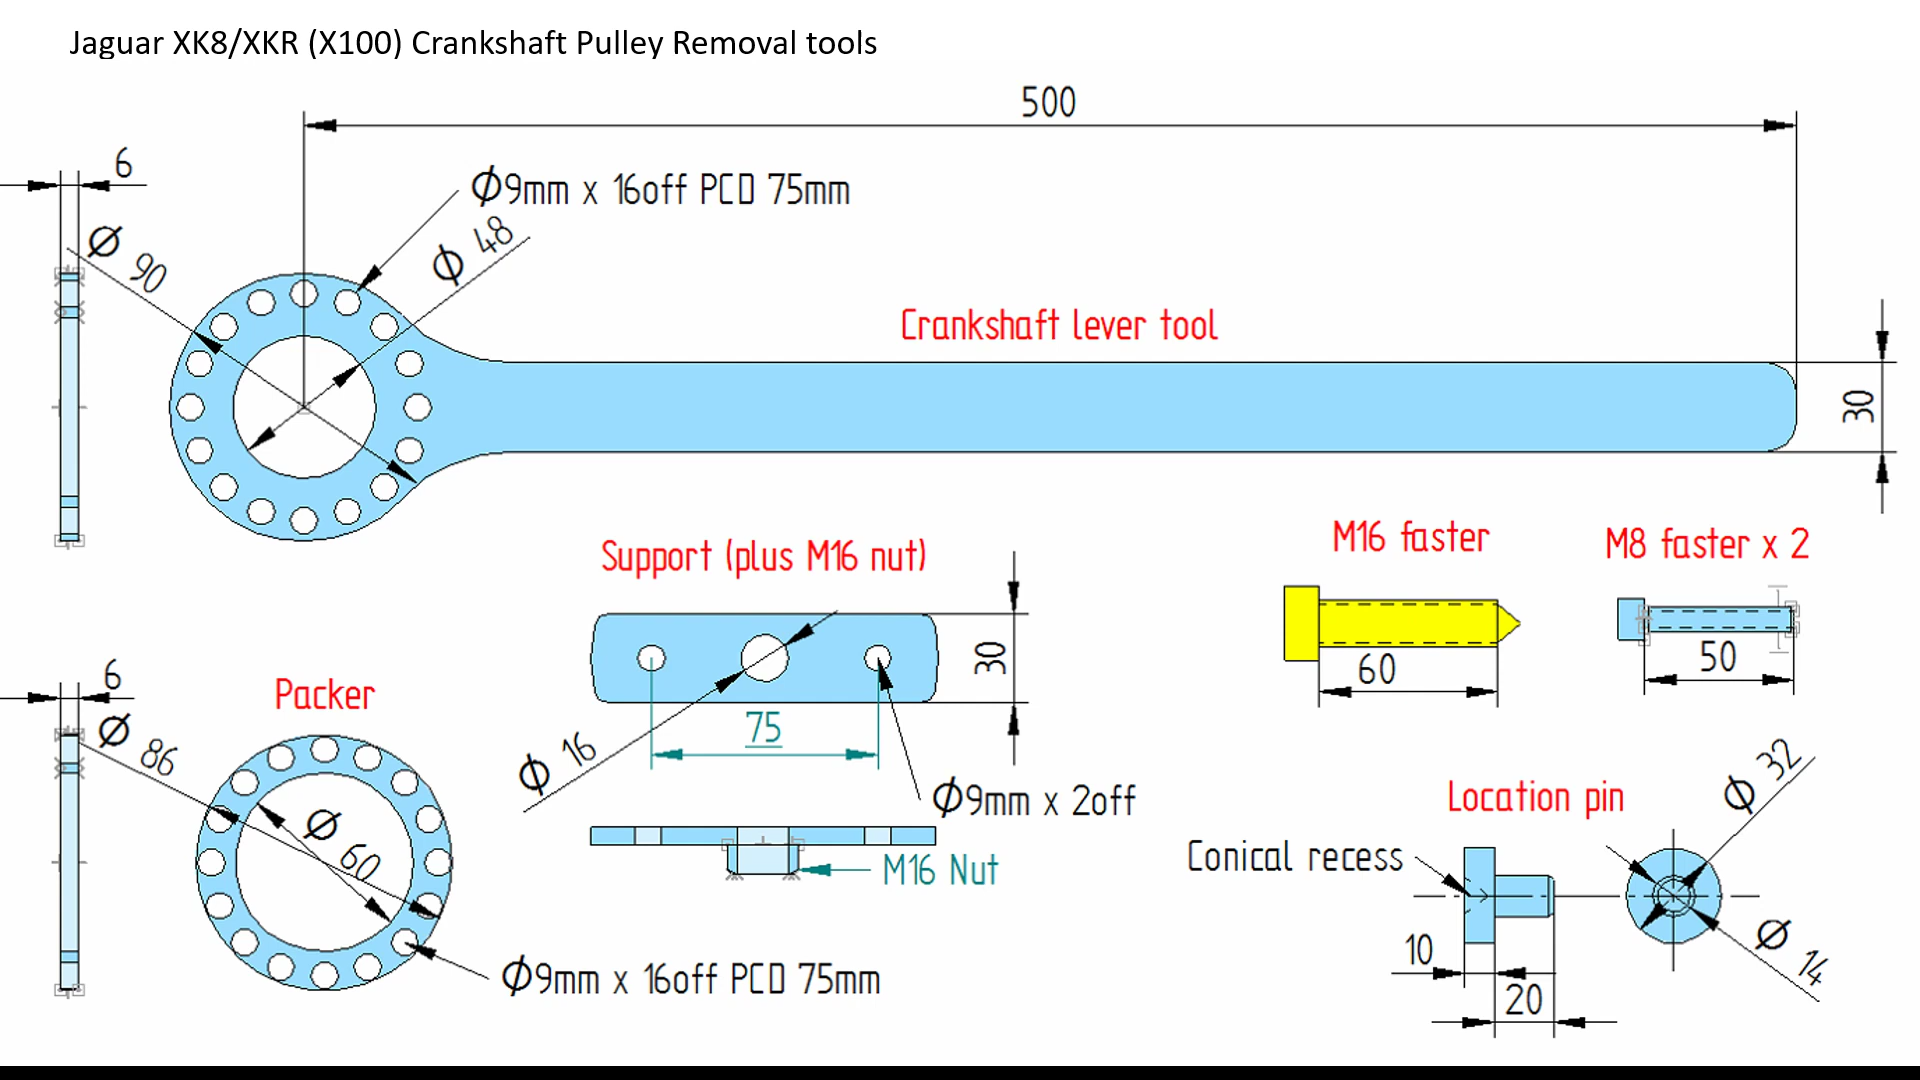 Jaguar XK8/XKR (X100) Crankshaft Pulley Removal tools
500
6
Ø9mm x 16off PCD 75mm
Ø 90
Ø 48
Crankshaft lever tool
30
M16 faster
M8 faster x 2
Support (plus M16 nut)
60
50
30
6
Packer
Ø 86
Ø 60
75
Ø 16
Ø9mm x 2off
M16 Nut
Ø9mm x 16off PCD 75mm
Location pin
Ø 32
Conical recess
10
20
Ø 14